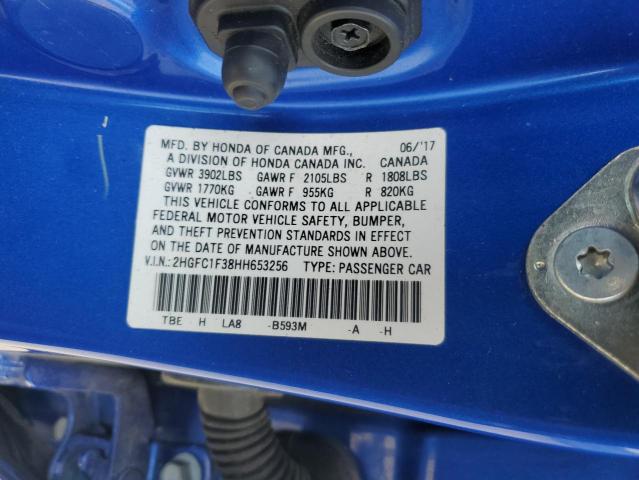 MFD. BY HONDA OF CANADA MFG., 06/'17
A DIVISION OF HONDA CANADA INC. CANADA
GVWR 3902LBS GAWR F 2105LBS R 1808LBS
GVWR 1770KG GAWR F 955KG R 820KG
THIS VEHICLE CONFORMS TO ALL APPLICABLE
FEDERAL MOTOR VEHICLE SAFETY, BUMPER,
AND THEFT PREVENTION STANDARDS IN EFFECT
ON THE DATE OF MANUFACTURE SHOWN ABOVE.
V.I.N.: 2HGFC1F38HH653256 TYPE: PASSENGER CAR
TBE H LA8 -B593M -A -H